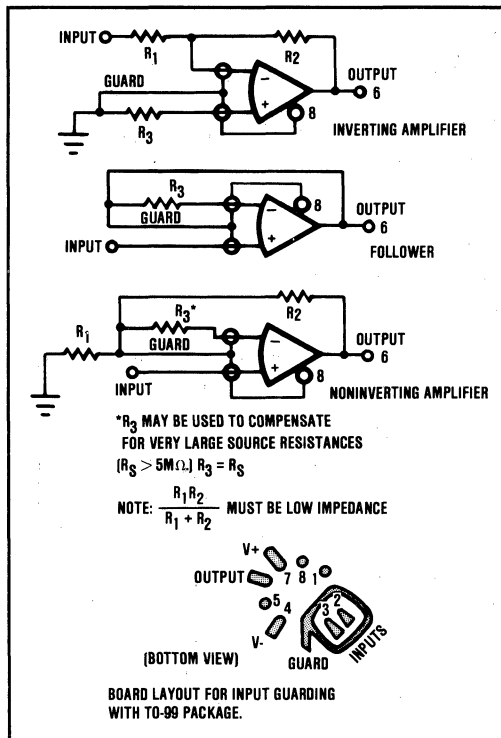 INPUT
R1
R2
GUARD
−
+
8
OUTPUT
6
R3
INVERTING AMPLIFIER
R3
GUARD
−
+
8
OUTPUT
6
INPUT
FOLLOWER
R1
R3*
R2
GUARD
−
+
8
OUTPUT
6
INPUT
NONINVERTING AMPLIFIER
*R3 MAY BE USED TO COMPENSATE
FOR VERY LARGE SOURCE RESISTANCES
(RS > 5MΩ.) R3 = RS
NOTE: R1R2 / R1 + R2 MUST BE LOW IMPEDANCE
V+
OUTPUT
7 8 1
5
4
3 2
V-
INPUTS
GUARD
(BOTTOM VIEW)
BOARD LAYOUT FOR INPUT GUARDING
WITH TO-99 PACKAGE.